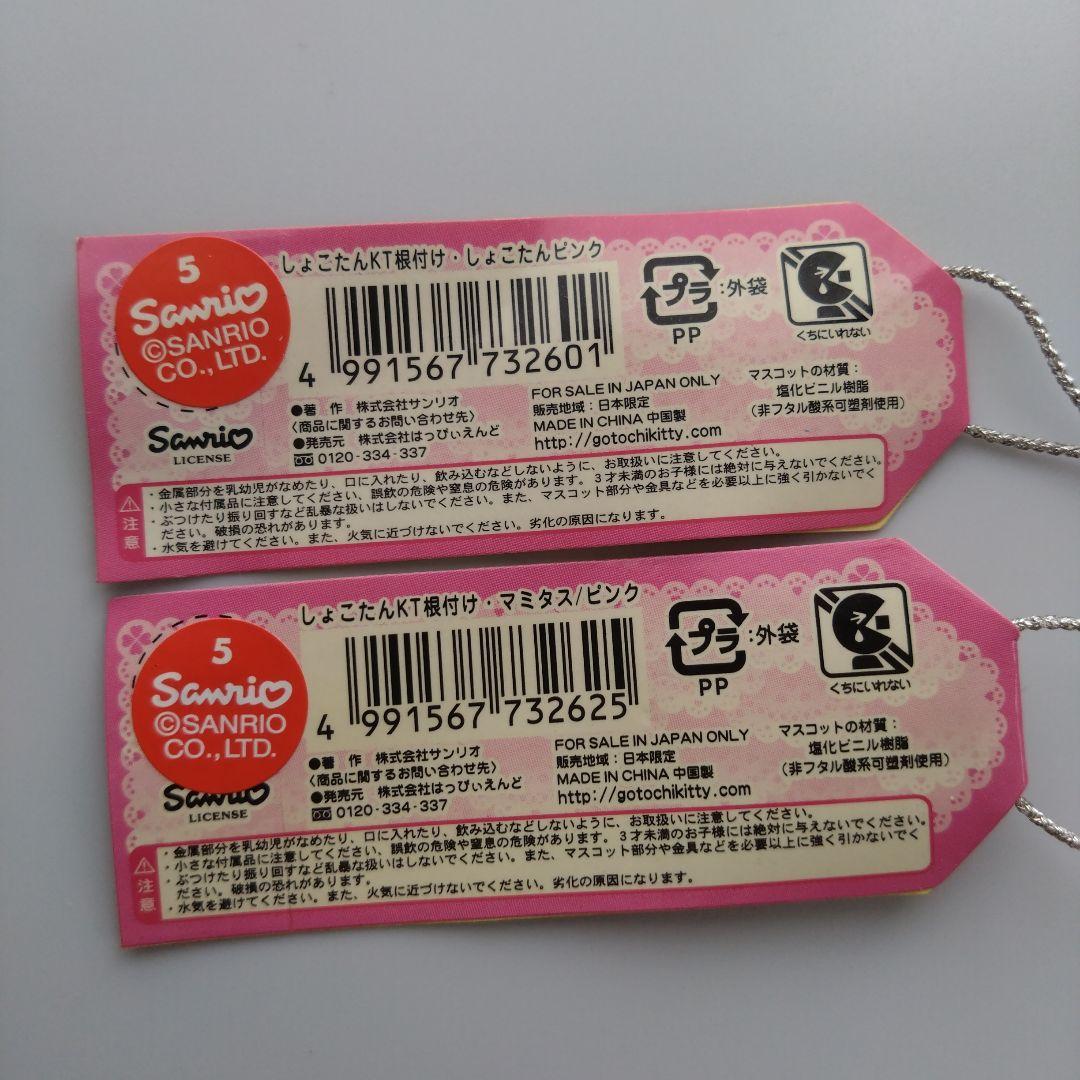 5
Sanrio
©SANRIO
CO., LTD.
Sanrio
LICENSE
しょこたんKT根付け・しょこたんピンク
4 991567 732601
●著 作 株式会社サンリオ
〈商品に関するお問い合わせ先〉
●発売元 株式会社はっぴぃえんど
0120-334-337
FOR SALE IN JAPAN ONLY
販売地域：日本限定
MADE IN CHINA 中国製
http://gotochikitty.com
プラ
：外袋
PP
くちにいれない
マスコットの材質：
塩化ビニル樹脂
（非フタル酸系可塑剤使用）
注意
・金属部分を乳幼児がなめたり、口に入れたり、飲み込むなどしないように、お取扱いに注意してください。
・小さな付属品に注意してください、誤飲の危険や窒息の危険があります。3才未満のお子様には絶対に与えないでください。
・ぶつけたり振り回すなど乱暴な扱いはしないでください。また、マスコット部分や金具などを必要以上に強く引かないでく
ださい。破損の恐れがあります。
・水気を避けてください。また、火気に近づけないでください。劣化の原因になります。
5
Sanrio
©SANRIO
CO., LTD.
Sanrio
LICENSE
しょこたんKT根付け・マミタス/ピンク
4 991567 732625
●著 作 株式会社サンリオ
〈商品に関するお問い合わせ先〉
●発売元 株式会社はっぴぃえんど
0120-334-337
FOR SALE IN JAPAN ONLY
販売地域：日本限定
MADE IN CHINA 中国製
http://gotochikitty.com
プラ
：外袋
PP
くちにいれない
マスコットの材質：
塩化ビニル樹脂
（非フタル酸系可塑剤使用）
注意
・金属部分を乳幼児がなめたり、口に入れたり、飲み込むなどしないように、お取扱いに注意してください。
・小さな付属品に注意してください、誤飲の危険や窒息の危険があります。3才未満のお子様には絶対に与えないでください。
・ぶつけたり振り回すなど乱暴な扱いはしないでください。また、マスコット部分や金具などを必要以上に強く引かないでく
ださい。破損の恐れがあります。
・水気を避けてください。また、火気に近づけないでください。劣化の原因になります。